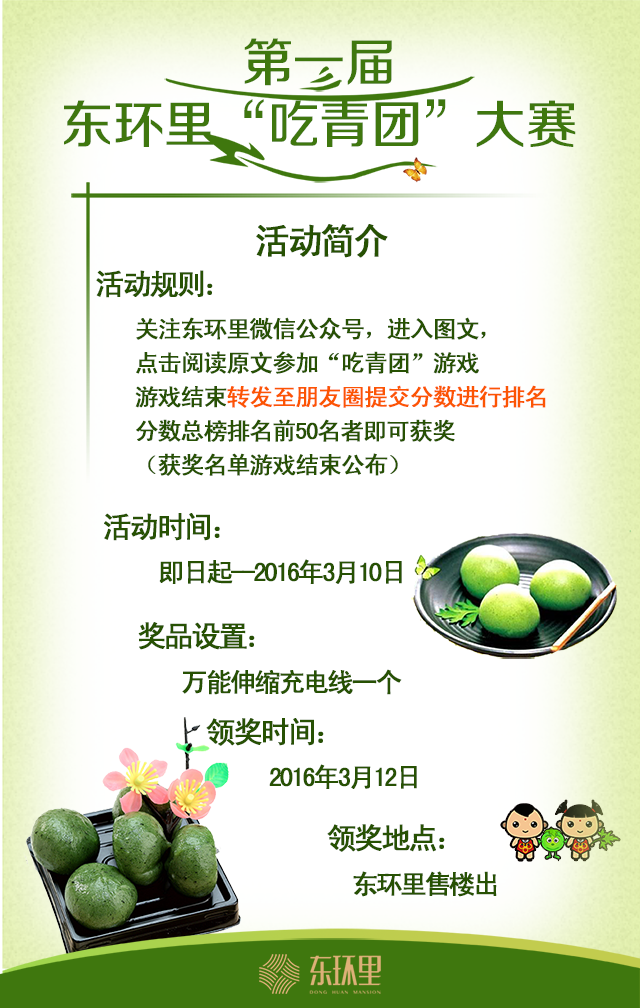 第一届
东环里“吃青团”大赛
活动简介
活动规则：
关注东环里微信公众号，进入图文，
点击阅读原文参加“吃青团”游戏
游戏结束转发至朋友圈提交分数进行排名
分数总榜排名前50名者即可获奖
（获奖名单游戏结束公布）
活动时间：
即日起—2016年3月10日
奖品设置：
万能伸缩充电线一个
领奖时间：
2016年3月12日
领奖地点：
东环里售楼出
东环里
DONG HUAN MANSION